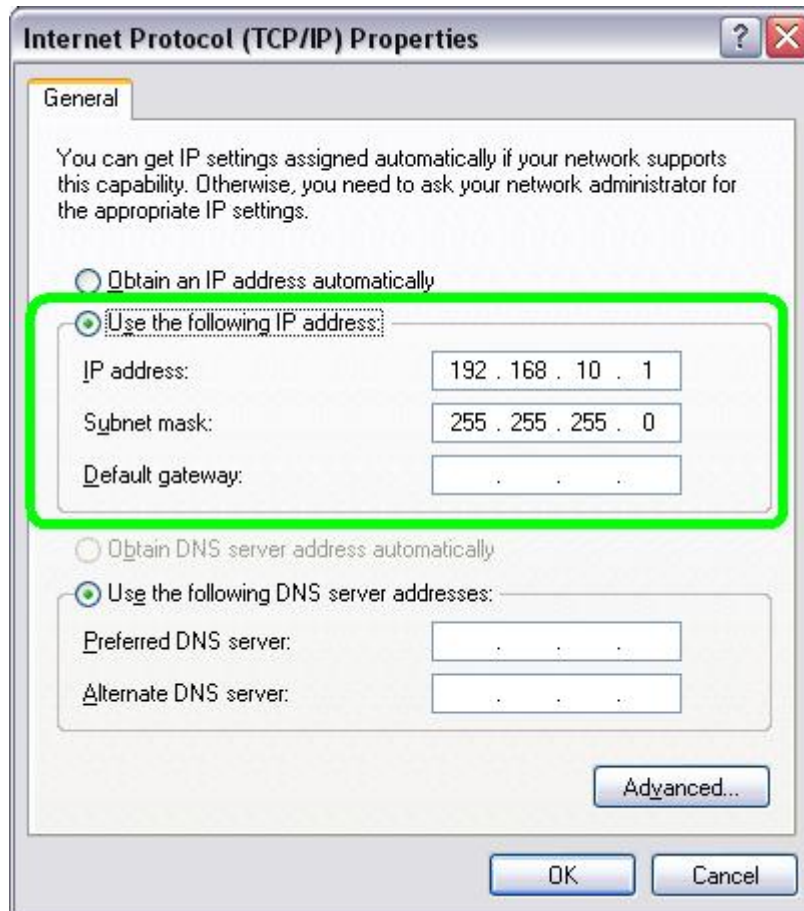 Internet Protocol (TCP/IP) Properties
General
You can get IP settings assigned automatically if your network supports
this capability. Otherwise, you need to ask your network administrator for
the appropriate IP settings.
Obtain an IP address automatically
Use the following IP address:
IP address: 192 . 168 . 10 . 1
Subnet mask: 255 . 255 . 255 . 0
Default gateway: . . .
Obtain DNS server address automatically
Use the following DNS server addresses:
Preferred DNS server: . . .
Alternate DNS server: . . .
Advanced...
OK Cancel